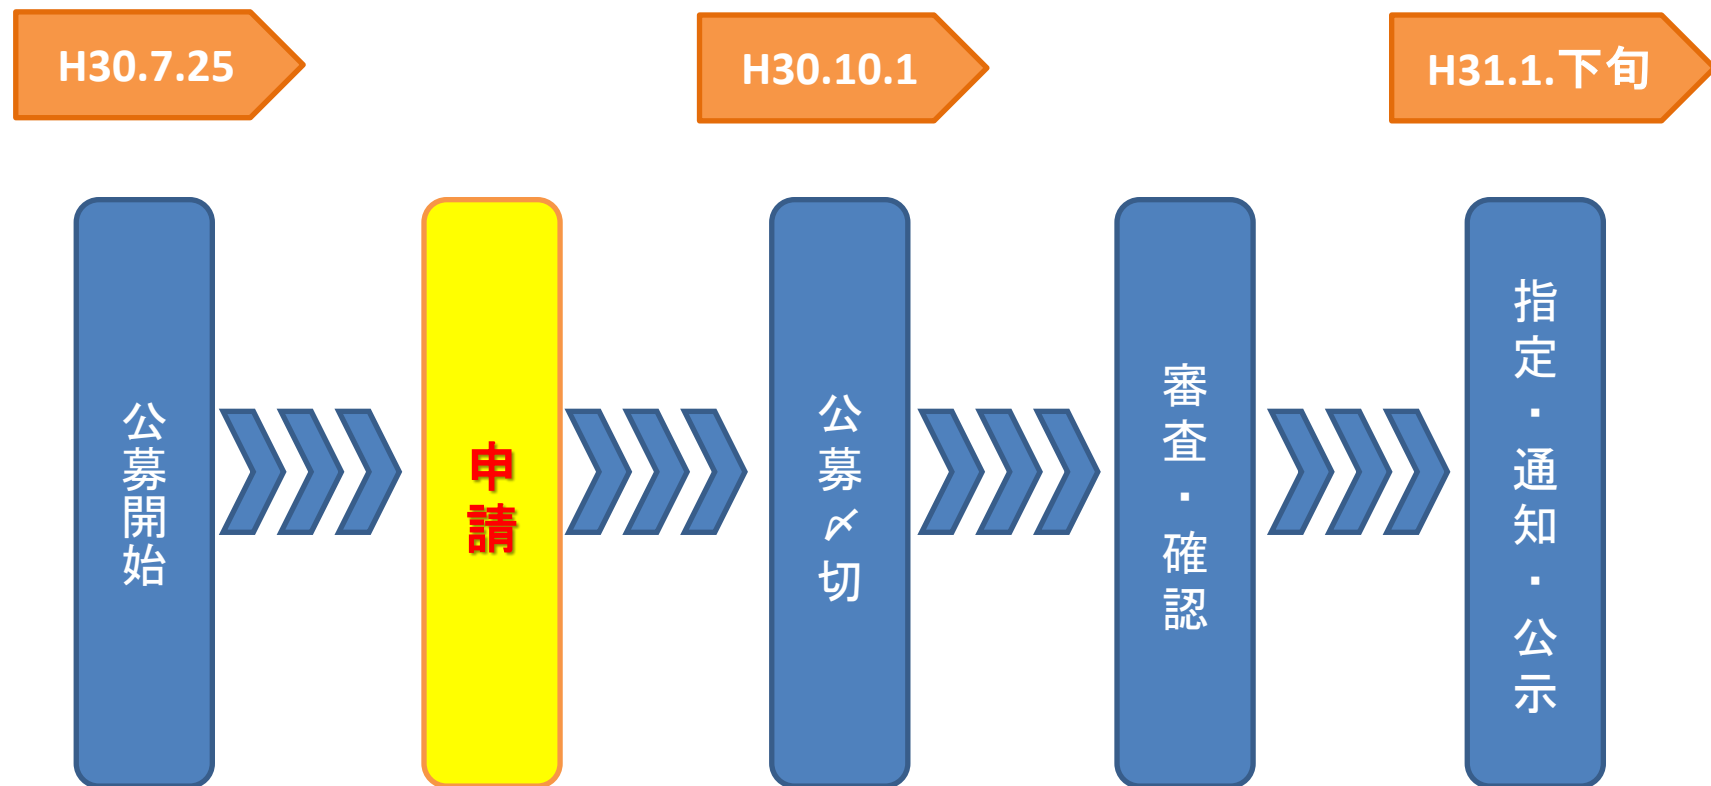 H30.7.25
H30.10.1
H31.1.下旬
公募開始
申請
公募〆切
審査・確認
指定・通知・公示